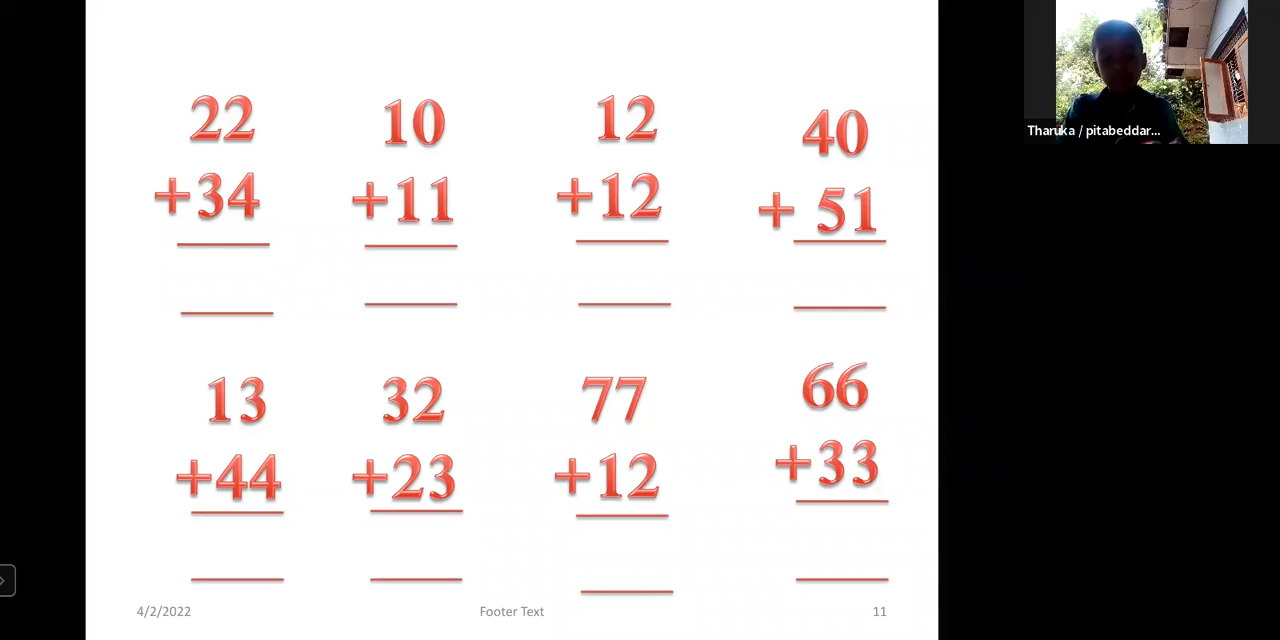 22 10 12 40
+34 +11 +12 + 51
13 32 77 66
+44 +23 +12 +33
4/2/2022 Footer Text 11
Tharuka / pitabeddar...